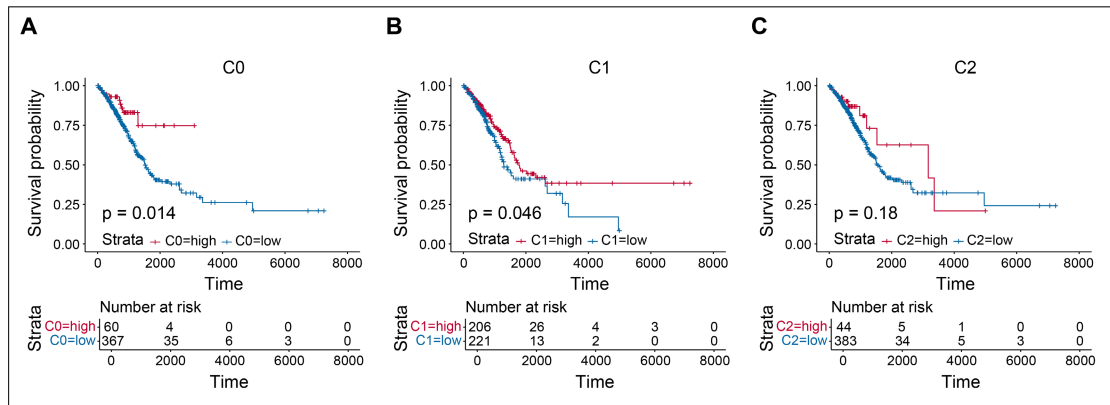 A
C0
Survival probability
1.00
0.75
0.50
0.25
0.00
p = 0.014
Strata C0=high C0=low
0 2000 4000 6000 8000
Time
Number at risk
Strata
C0=high 60 4 0 0 0
C0=low 367 35 6 3 0
0 2000 4000 6000 8000
Time
B
C1
Survival probability
1.00
0.75
0.50
0.25
0.00
p = 0.046
Strata C1=high C1=low
0 2000 4000 6000 8000
Time
Number at risk
Strata
C1=high 206 26 4 3 0
C1=low 221 13 2 0 0
0 2000 4000 6000 8000
Time
C
C2
Survival probability
1.00
0.75
0.50
0.25
0.00
p = 0.18
Strata C2=high C2=low
0 2000 4000 6000 8000
Time
Number at risk
Strata
C2=high 44 5 1 0 0
C2=low 383 34 5 3 0
0 2000 4000 6000 8000
Time